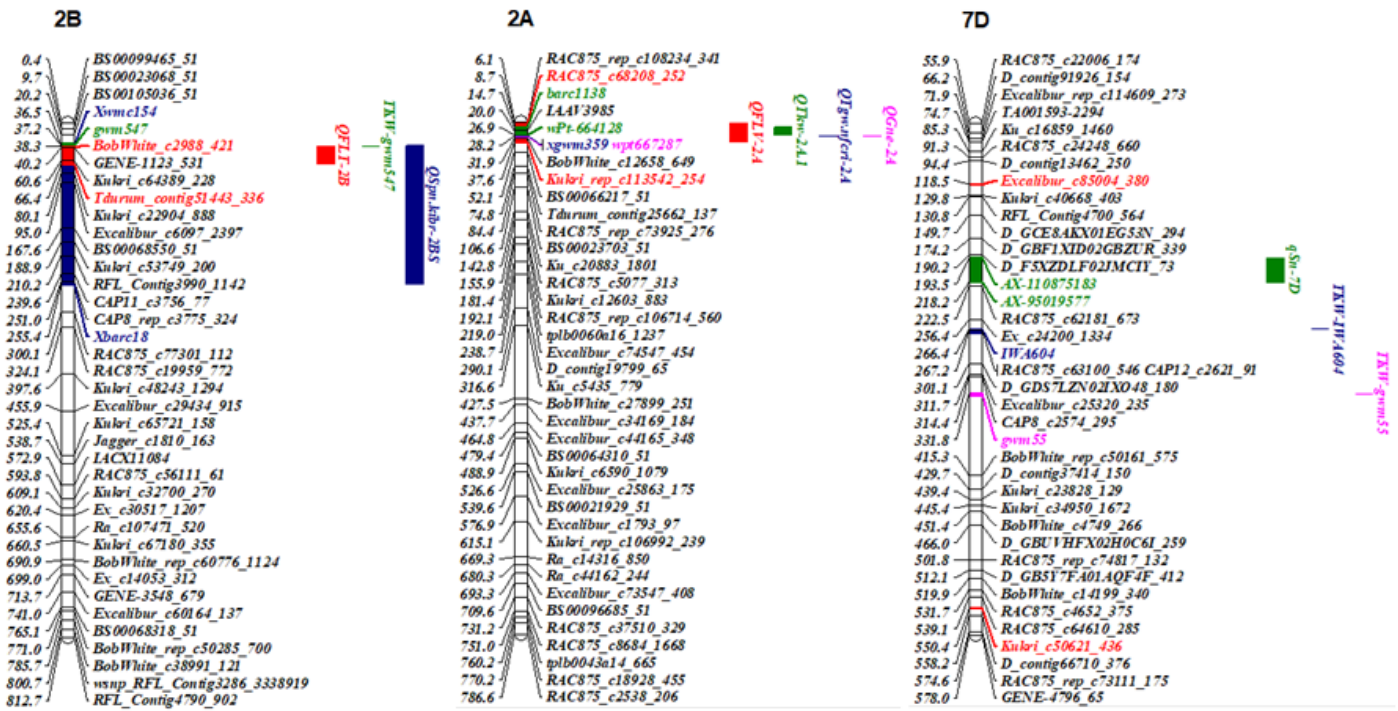 2B
0.4 BS00099465_51
9.7 BS00023068_51
20.2 BS00105036_51
36.5 Xwmc154
37.2 gwm547
38.3 BobWhite_c2988_421
40.2 GENE-1123_531
60.6 Kukri_c64389_228
66.4 Tdurum_contig51443_336
80.1 Kukri_c22904_888
95.0 Excalibur_c6097_2397
167.6 BS00068550_51
188.9 Kukri_c53749_200
210.2 RFL_Contig3990_1142
239.6 CAP11_c3756_77
251.0 CAP8_rep_c3775_324
255.4 Xbarc18
300.1 RAC875_c77301_112
324.1 RAC875_c19959_772
397.6 Kukri_c48243_1294
455.9 Excalibur_c29434_915
525.4 Kukri_c65721_158
538.7 Jagger_c1810_163
572.9 LACX11084
593.8 RAC875_c56111_61
609.1 Kukri_c32700_270
620.4 Ex_c30517_1207
655.6 Ra_c107471_520
660.5 Kukri_c67180_355
690.9 BobWhite_rep_c60776_1124
699.0 Ex_c14053_312
713.7 GENE-3548_679
741.0 Excalibur_c60164_137
765.1 BS00068318_51
771.0 BobWhite_rep_c50285_700
785.7 BobWhite_c38991_121
800.7 wsnp_RFL_Contig3286_3338919
812.7 RFL_Contig4790_902
QFLT-2B
TKW-gwm547
QSpn.kibr-2BS
2A
6.1 RAC875_rep_c108234_341
8.7 RAC875_c68208_252
14.7 barc1138
20.0 IAAV3985
26.9 wPt-664128
28.2 1xgwm359 wpt667287
31.9 BobWhite_c12658_649
37.6 Kukri_rep_c113542_254
52.1 BS00066217_51
74.8 Tdurum_contig25662_137
84.4 RAC875_rep_c73925_276
106.6 BS00023703_51
142.8 Ku_c20883_1801
155.9 RAC875_c5077_313
181.4 Kukri_c12603_883
192.1 RAC875_rep_c106714_560
219.0 tplb0060a16_1237
238.7 Excalibur_c74547_454
290.1 D_contig19799_65
316.6 Ku_c5435_779
427.5 BobWhite_c27899_251
437.7 Excalibur_c34169_184
464.8 Excalibur_c44165_348
479.4 BS00064310_51
488.9 Kukri_c6590_1079
526.6 Excalibur_c25863_175
539.6 BS00021929_51
576.9 Excalibur_c1793_97
615.1 Kukri_rep_c106992_239
669.3 Ra_c14316_850
680.3 Ra_c44162_244
693.3 Excalibur_c73547_408
709.6 BS00096685_51
731.2 RAC875_c37510_329
751.0 RAC875_c8684_1668
760.2 tplb0043a14_665
770.2 RAC875_c18928_455
786.6 RAC875_c2538_206
QFLV-2A
QTkw-2A.1
QTgw.nfcri-2A
QGne-2A
7D
55.9 RAC875_c22006_174
66.2 D_contig91926_154
71.9 Excalibur_rep_c114609_273
74.7 TA001593-2294
85.3 Ku_c16859_1460
91.3 RAC875_c24248_660
94.4 D_contig13462_250
118.5 Excalibur_c85004_380
129.8 Kukri_c40668_403
130.8 RFL_Contig4700_564
149.7 D_GCE8AKX01EG53N_294
174.2 D_GBF1XID02GBZUR_339
190.2 D_F5XZDLF02JMCIY_73
193.5 AX-110875183
218.2 AX-95019577
222.5 RAC875_c62181_673
256.4 Ex_c24200_1334
266.4 IWA604
267.2 RAC875_c63100_546 CAP12_c2621_91
301.1 D_GDS7LZN02IXO48_180
311.7 Excalibur_c25320_235
314.4 CAP8_c2574_295
331.8 gwm55
415.3 BobWhite_rep_c50161_575
429.7 D_contig37414_150
439.4 Kukri_c23828_129
445.4 Kukri_c34950_1672
451.4 BobWhite_c4749_266
466.0 D_GBUVHFX02H0C6I_259
501.8 RAC875_rep_c74817_132
512.1 D_GB5Y7FA01AQF4F_412
519.9 BobWhite_c14199_340
531.7 RAC875_c4652_375
539.1 RAC875_c64610_285
550.4 Kukri_c50621_436
558.2 D_contig66710_376
574.6 RAC875_rep_c73111_175
578.0 GENE-4796_65
qSn-7D
TKW-IWA604
TKW-gwm55